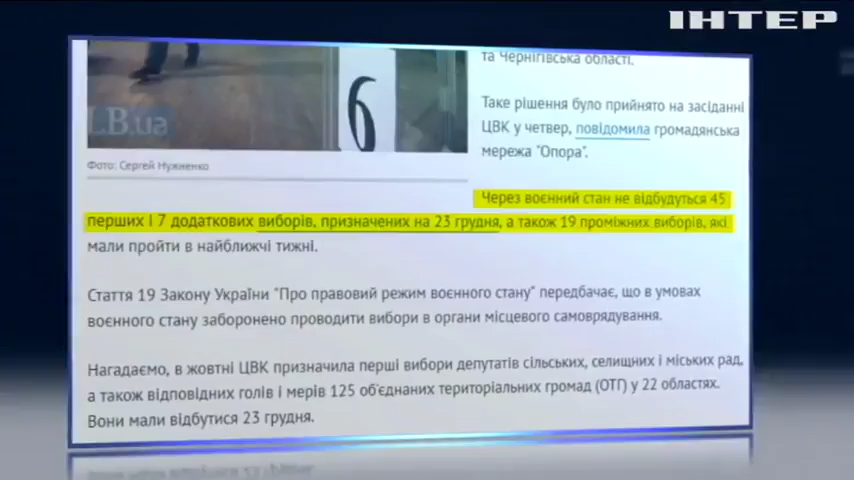 ІНТЕР
та Чернігівська області.
Таке рішення було прийнято на засіданні
ЦВК у четвер, повідомила громадянська
мережа "Опора".
6
LB.ua
Фото: Сергей Нужненко
Через воєнний стан не відбудуться 45
перших і 7 додаткових виборів, призначених на 23 грудня, а також 19 проміжних виборів, які
мали пройти в найближчі тижні.
Стаття 19 Закону України "Про правовий режим воєнного стану" передбачає, що в умовах
воєнного стану заборонено проводити вибори в органи місцевого самоврядування.
Нагадаємо, в жовтні ЦВК призначила перші вибори депутатів сільських, селищних і міських рад,
а також відповідних голів і мерів 125 об'єднаних територіальних громад (ОТГ) у 22 областях.
Вони мали відбутися 23 грудня.